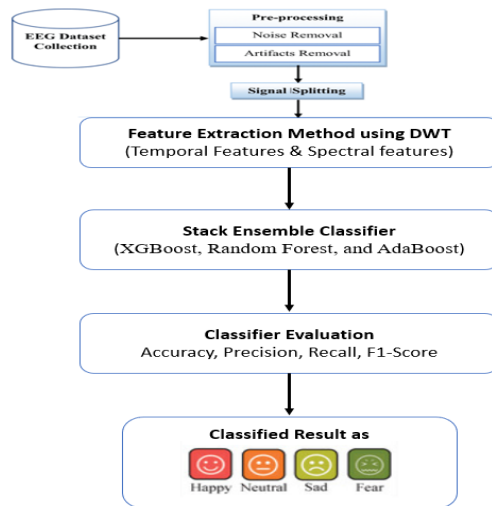 EEG Dataset
Collection
Pre-processing
Noise Removal
Artifacts Removal
Signal Splitting
Feature Extraction Method using DWT
(Temporal Features & Spectral features)
Stack Ensemble Classifier
(XGBoost, Random Forest, and AdaBoost)
Classifier Evaluation
Accuracy, Precision, Recall, F1-Score
Classified Result as
Happy Neutral Sad Fear